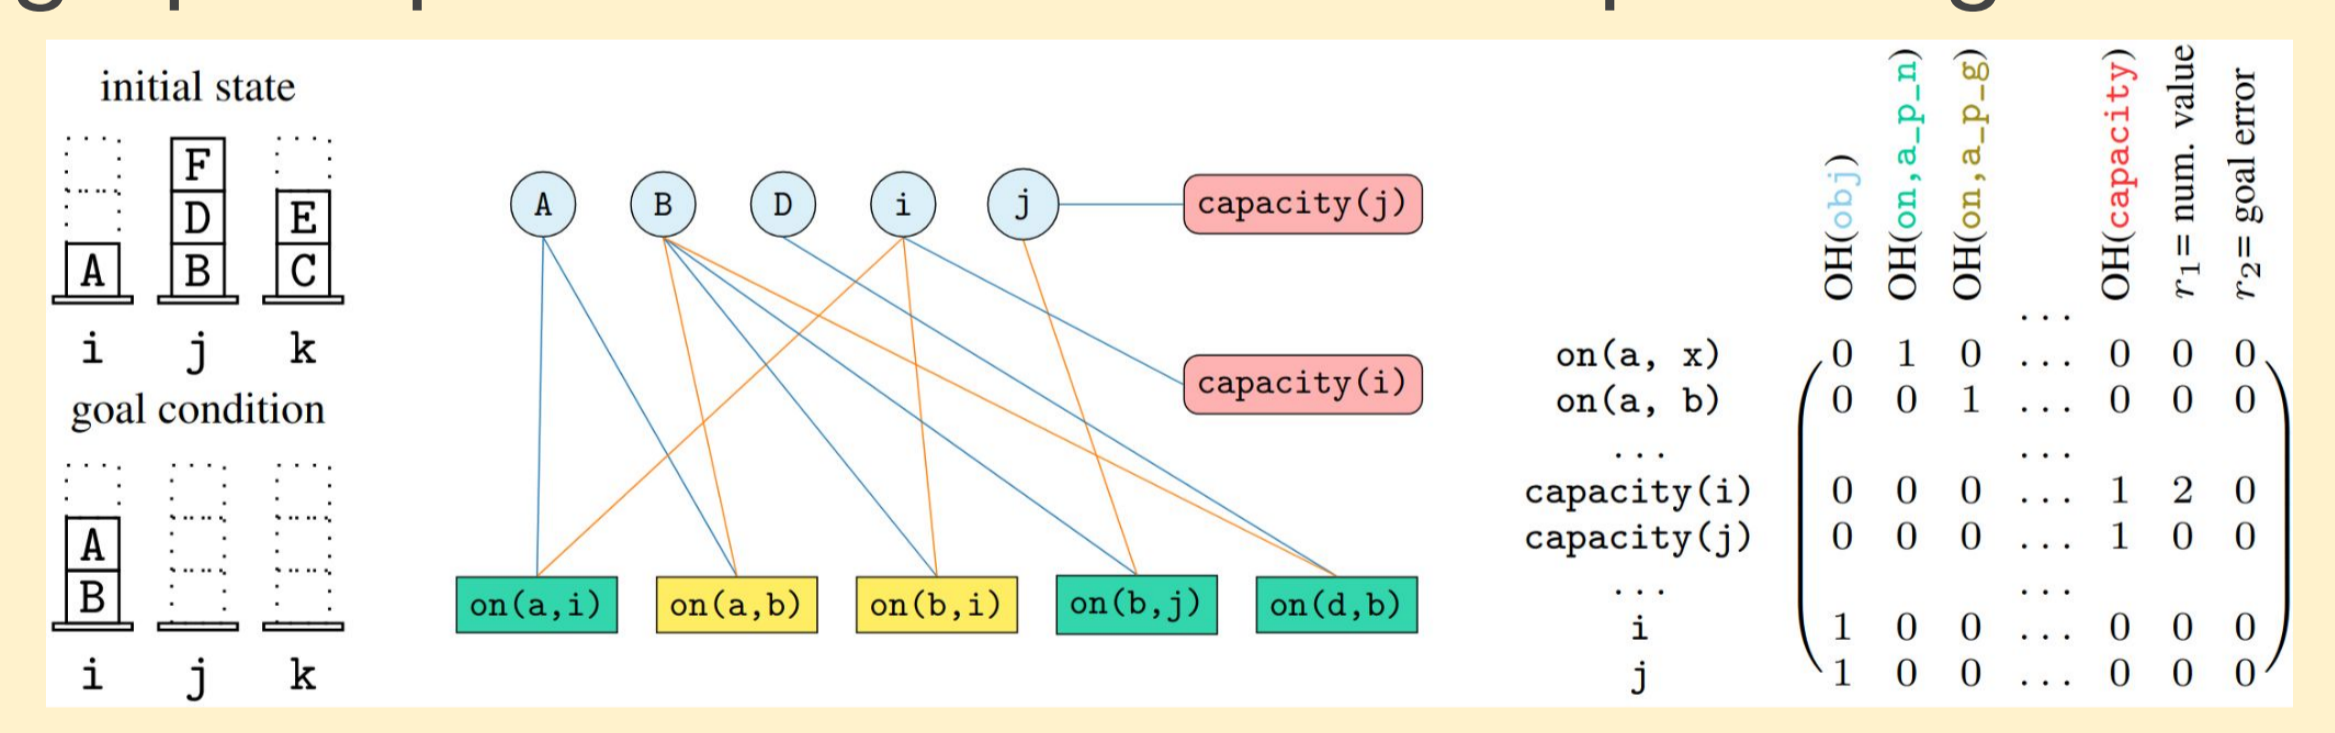 initial state
F
D E
A B C
i j k
goal condition
A
B
i j k
A B D i j capacity(j)
capacity(i)
on(a,i) on(a,b) on(b,i) on(b,j) on(d,b)
OH(obj)
OH(on,a_p_n)
OH(on,a_p_g)
...
OH(capacity)
r1= num. value
r2= goal error
on(a, x) 0 1 0 ... 0 0 0
on(a, b) 0 0 1 ... 0 0 0
... ...
capacity(i) 0 0 0 ... 1 2 0
capacity(j) 0 0 0 ... 1 0 0
... ...
i 1 0 0 ... 0 0 0
j 1 0 0 ... 0 0 0